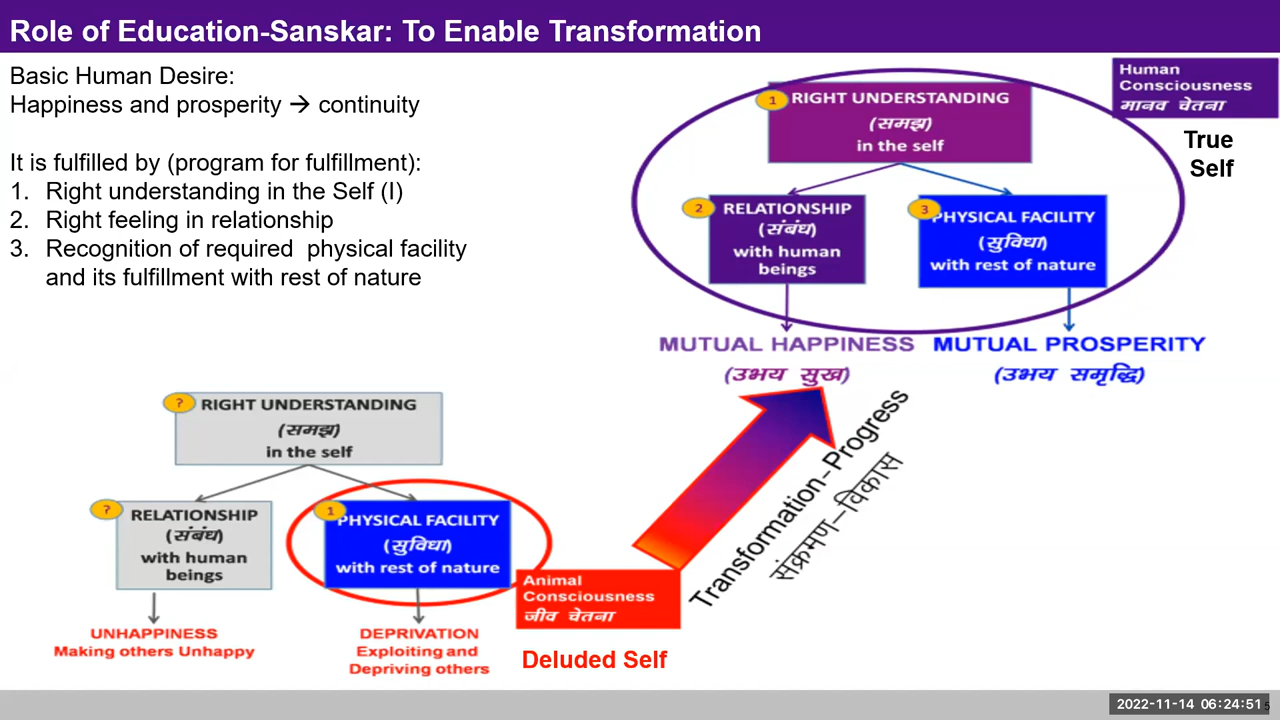 Role of Education-Sanskar: To Enable Transformation
Basic Human Desire:
Happiness and prosperity → continuity
It is fulfilled by (program for fulfillment):
1. Right understanding in the Self (I)
2. Right feeling in relationship
3. Recognition of required physical facility
and its fulfillment with rest of nature
Human
Consciousness
मानव चेतना
True
Self
1
RIGHT UNDERSTANDING
(समझ)
in the self
2
RELATIONSHIP
(संबंध)
with human
beings
3
PHYSICAL FACILITY
(सुविधा)
with rest of nature
MUTUAL HAPPINESS
(उभय सुख)
MUTUAL PROSPERITY
(उभय समृद्धि)
?
RIGHT UNDERSTANDING
(समझ)
in the self
?
RELATIONSHIP
(संबंध)
with human
beings
1
PHYSICAL FACILITY
(सुविधा)
with rest of nature
UNHAPPINESS
Making others Unhappy
DEPRIVATION
Exploiting and
Depriving others
Animal
Consciousness
जीव चेतना
Deluded Self
Transformation–Progress
संक्रमण–विकास
2022-11-14 06:24:51
5